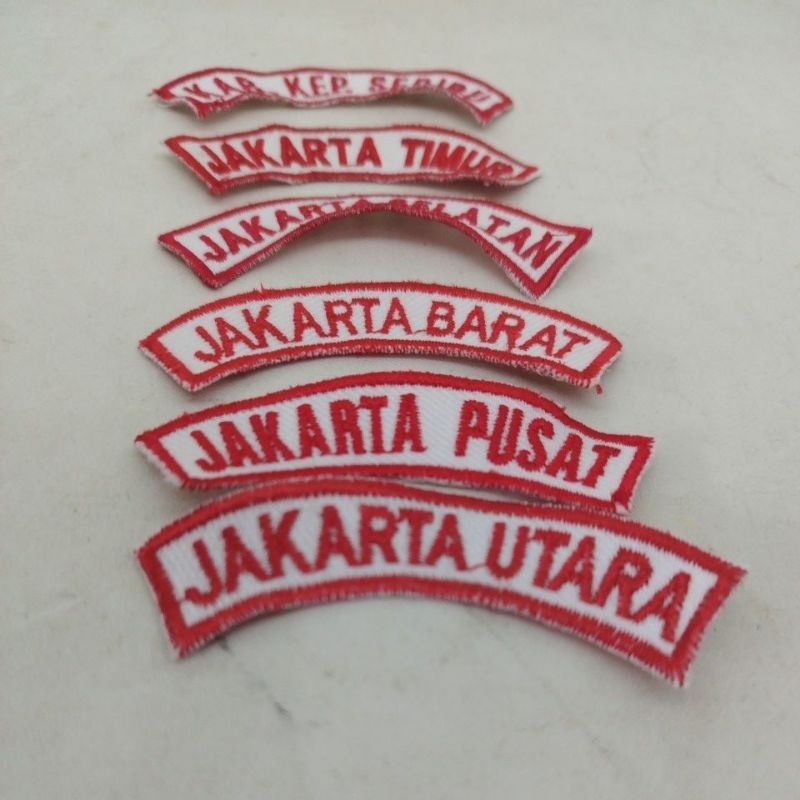 KAB. KEP. SERIBU
JAKARTA TIMUR
JAKARTA SELATAN
JAKARTA BARAT
JAKARTA PUSAT
JAKARTA UTARA